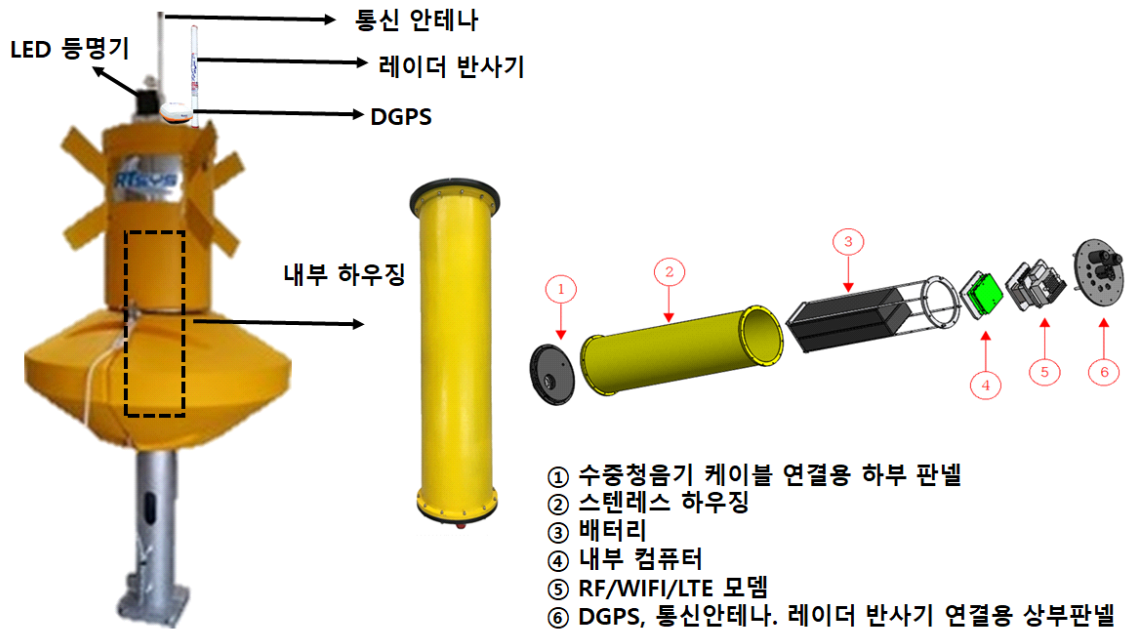 통신 안테나
LED 등명기
레이더 반사기
DGPS
RTSYS
내부 하우징
1
2
3
4
5
6
① 수중청음기 케이블 연결용 하부 판넬
② 스텐레스 하우징
③ 배터리
④ 내부 컴퓨터
⑤ RF/WIFI/LTE 모뎀
⑥ DGPS, 통신안테나. 레이더 반사기 연결용 상부판넬